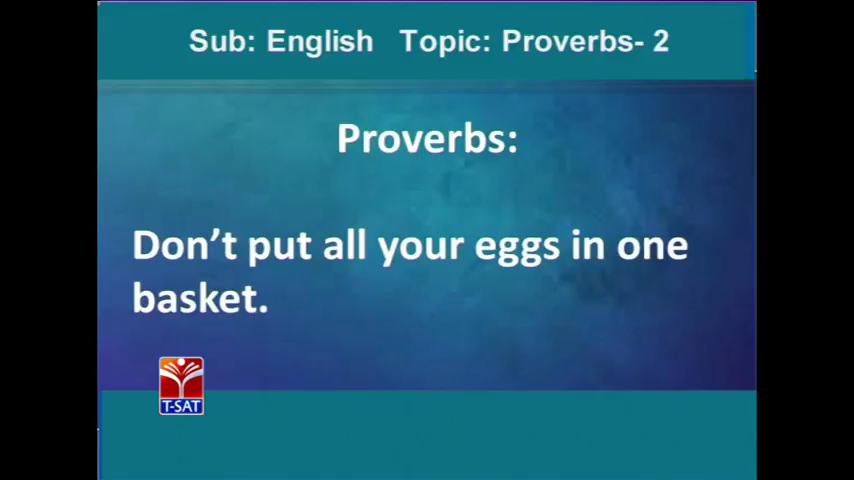 Sub: English Topic: Proverbs- 2
Proverbs:
Don’t put all your eggs in one
basket.
T-SAT